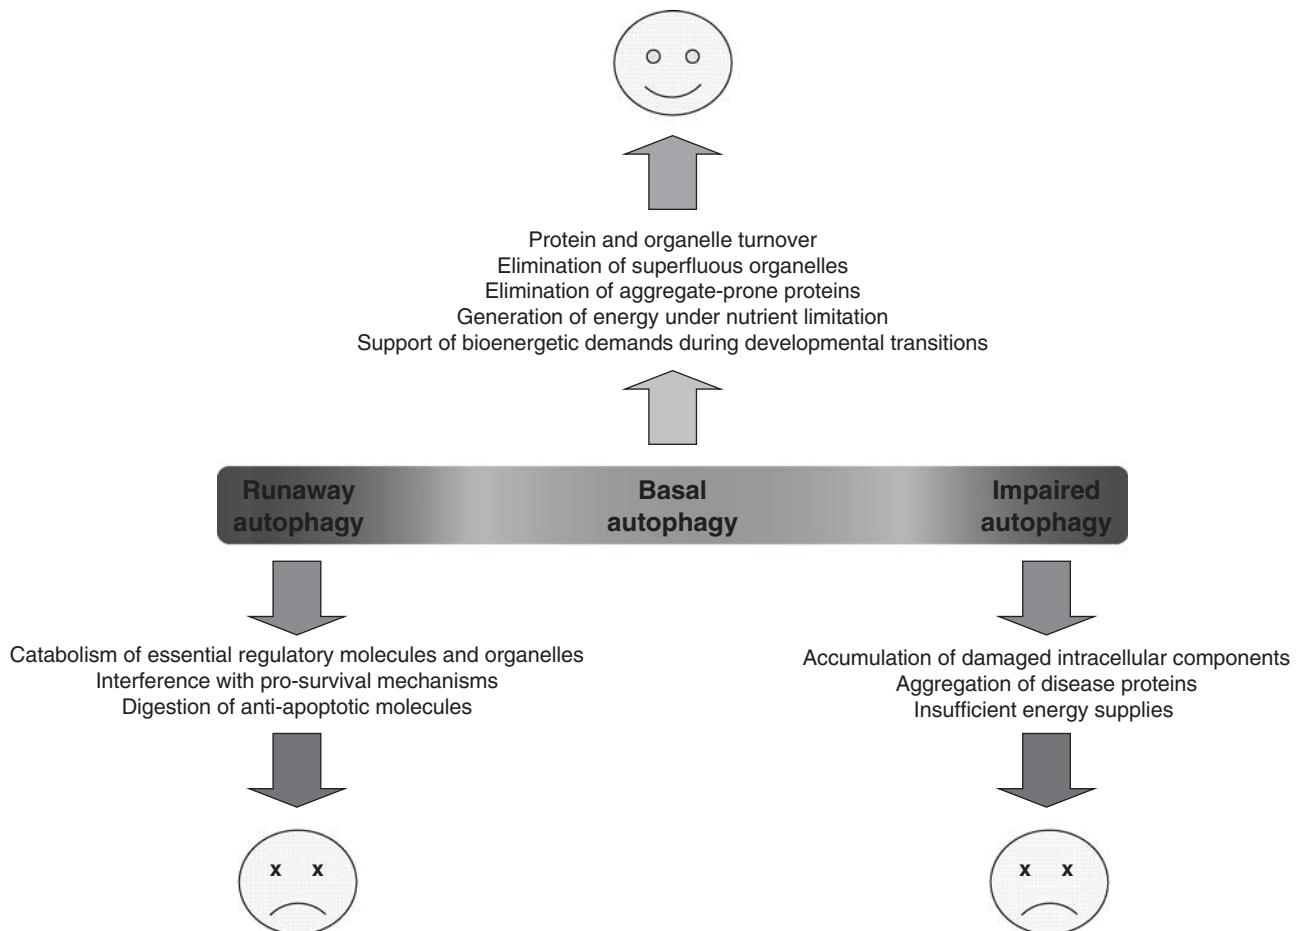 Protein and organelle turnover
Elimination of superfluous organelles
Elimination of aggregate-prone proteins
Generation of energy under nutrient limitation
Support of bioenergetic demands during developmental transitions
Runaway
autophagy
Basal
autophagy
Impaired
autophagy
Catabolism of essential regulatory molecules and organelles
Interference with pro-survival mechanisms
Digestion of anti-apoptotic molecules
Accumulation of damaged intracellular components
Aggregation of disease proteins
Insufficient energy supplies
x x
x x